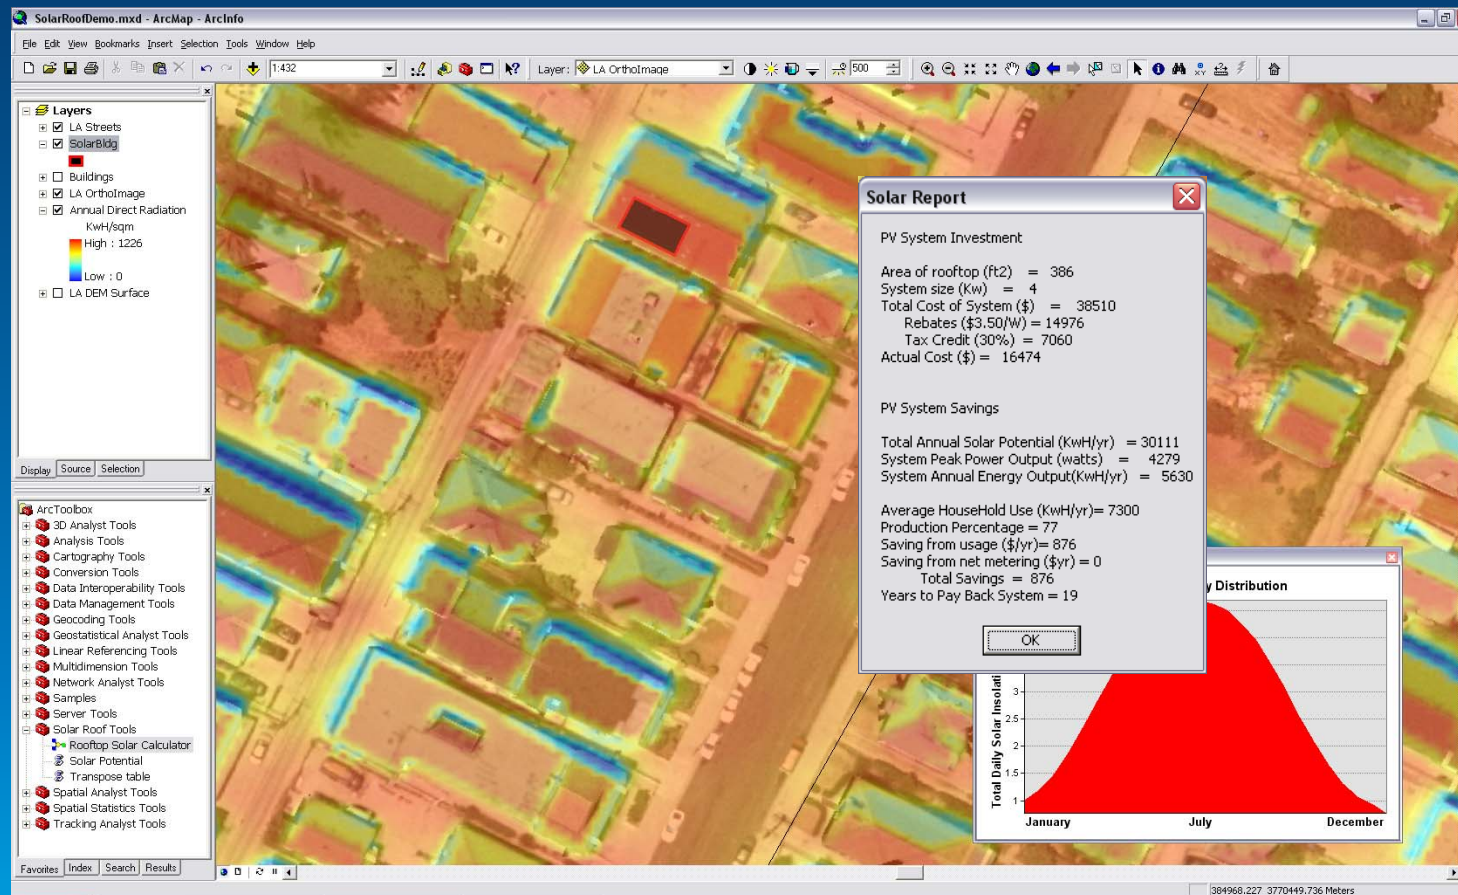 SolarRoofDemo.mxd - ArcMap - ArcInfo
File Edit View Bookmarks Insert Selection Tools Window Help
1:432
Layer: LA OrthoImage
500
Layers
LA Streets
SolarBldg
Buildings
LA OrthoImage
Annual Direct Radiation
KwH/sqm
High : 1226
Low : 0
LA DEM Surface
Display Source Selection
ArcToolbox
3D Analyst Tools
Analysis Tools
Cartography Tools
Conversion Tools
Data Interoperability Tools
Data Management Tools
Geocoding Tools
Geostatistical Analyst Tools
Linear Referencing Tools
Multidimension Tools
Network Analyst Tools
Samples
Server Tools
Solar Roof Tools
Rooftop Solar Calculator
Solar Potential
Transpose table
Spatial Analyst Tools
Spatial Statistics Tools
Tracking Analyst Tools
Favorites Index Search Results
Solar Report
PV System Investment
Area of rooftop (ft2) = 386
System size (Kw) = 4
Total Cost of System ($) = 38510
Rebates ($3.50/W) = 14976
Tax Credit (30%) = 7060
Actual Cost ($) = 16474
PV System Savings
Total Annual Solar Potential (KwH/yr) = 30111
System Peak Power Output (watts) = 4279
System Annual Energy Output(KwH/yr) = 5630
Average HouseHold Use (KwH/yr)= 7300
Production Percentage = 77
Saving from usage ($/yr)= 876
Saving from net metering ($yr) = 0
Total Savings = 876
Years to Pay Back System = 19
OK
y Distribution
Total Daily Solar Insolati
3
2.5
2
1.5
1
January July December
384968.227 3770449.736 Meters